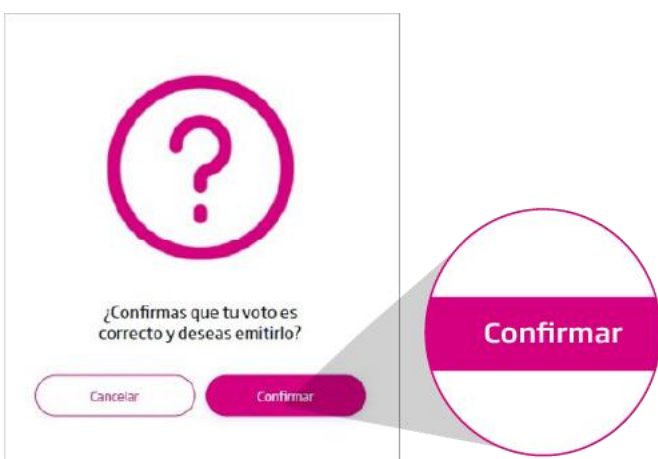 ¿Confirmas que tu voto es
correcto y deseas emitirlo?
Cancelar
Confirmar
Confirmar